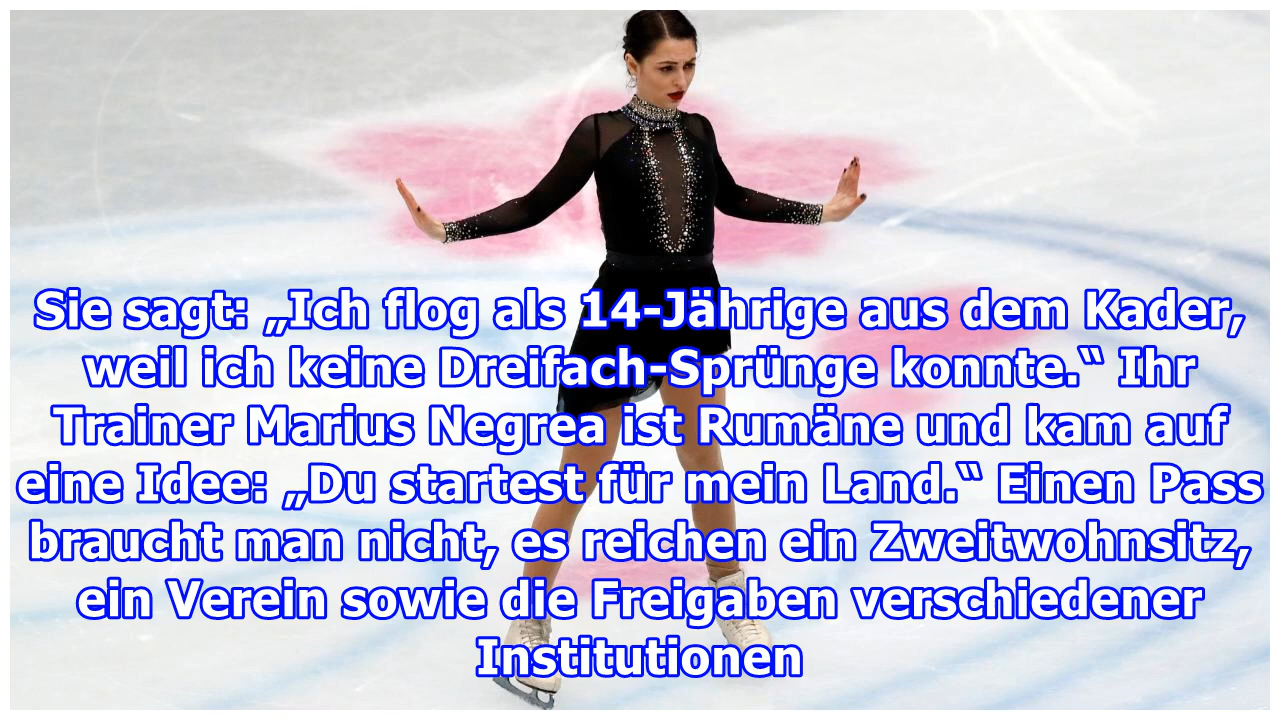 Sie sagt: „Ich flog als 14-Jährige aus dem Kader,
weil ich keine Dreifach-Sprünge konnte.“ Ihr
Trainer Marius Negrea ist Rumäne und kam auf
eine Idee: „Du startest für mein Land.“ Einen Pass
braucht man nicht, es reichen ein Zweitwohnsitz,
ein Verein sowie die Freigaben verschiedener
Institutionen